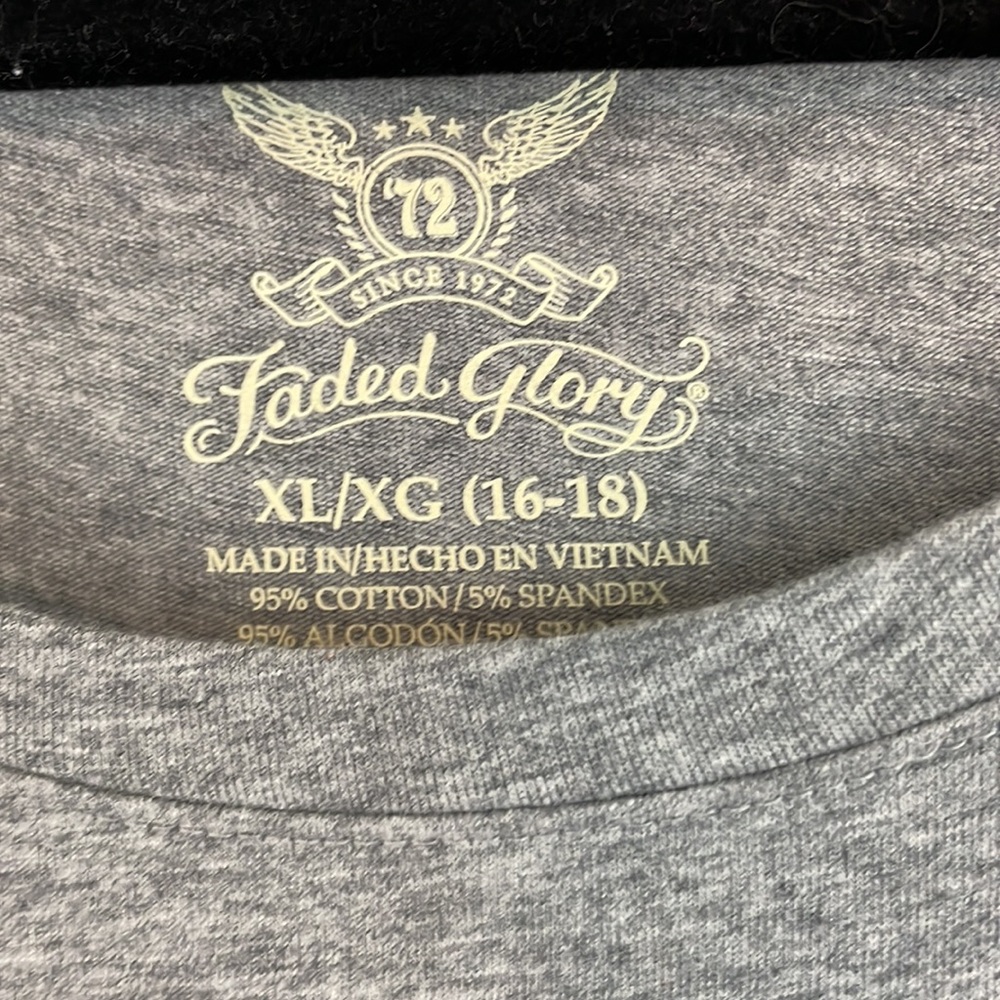 '72
SINCE 1972
Faded Glory®
XL/XG (16-18)
MADE IN/HECHO EN VIETNAM
95% COTTON/5% SPANDEX
95% ALGODÓN/5%